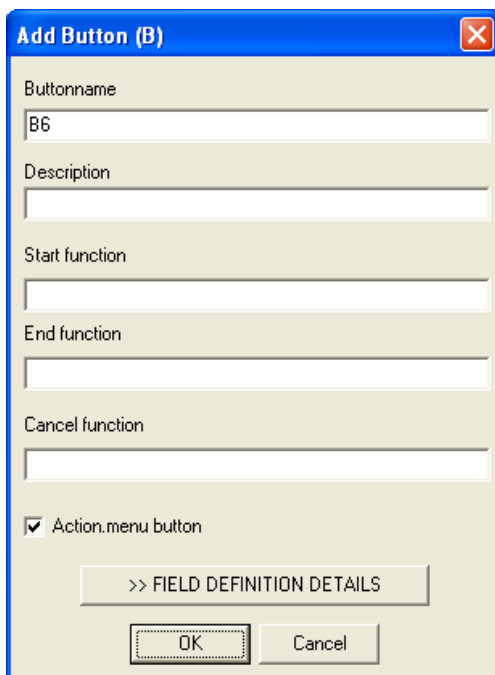 Add Button (B)
Buttonname
B6
Description
Start function
End function
Cancel function
Action.menu button
>> FIELD DEFINITION DETAILS
OK Cancel